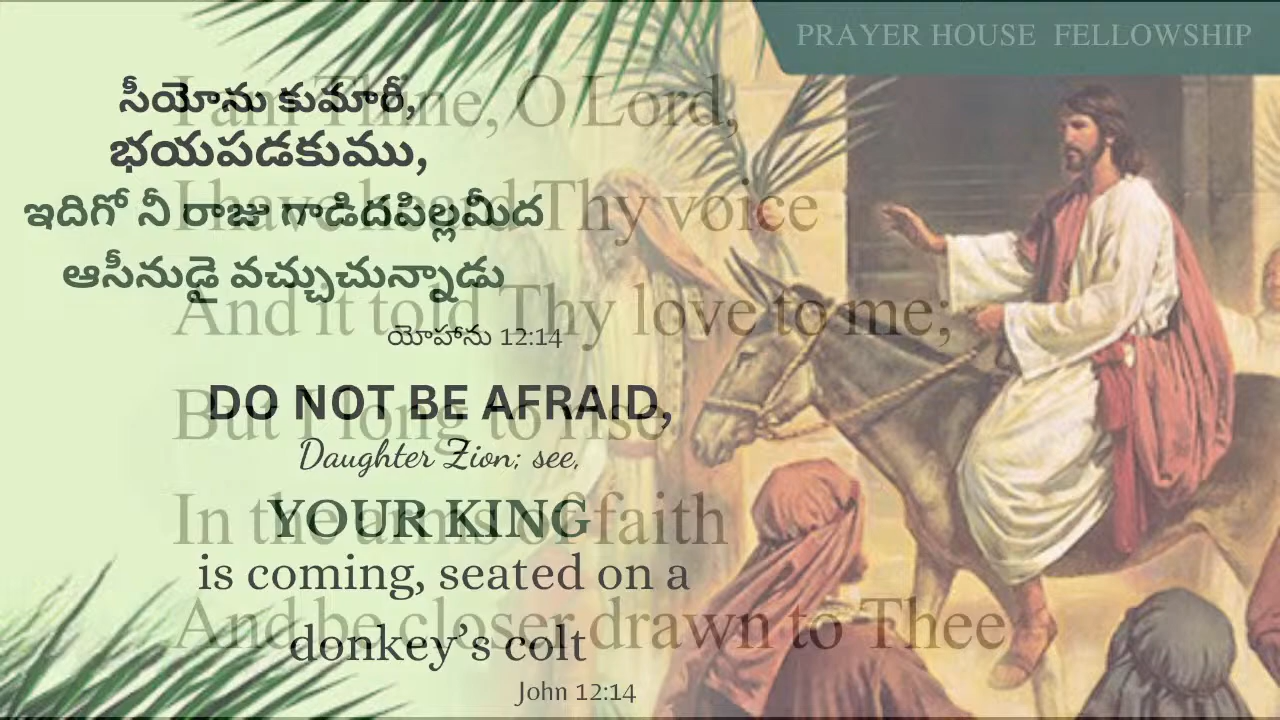 PRAYER HOUSE FELLOWSHIP
సీయోను కుమారీ,
భయపడకుము,
ఇదిగో నీ రాజు గాడిదపిల్లమీద
ఆసీనుడై వచ్చుచున్నాడు
యోహాను 12:14
DO NOT BE AFRAID,
Daughter Zion; see,
YOUR KING
is coming, seated on a
donkey's colt
John 12:14
I am Thine, O Lord,
I have heard Thy voice
And it told Thy love to me;
But I long to rise
In the arms of faith
And be closer drawn to Thee